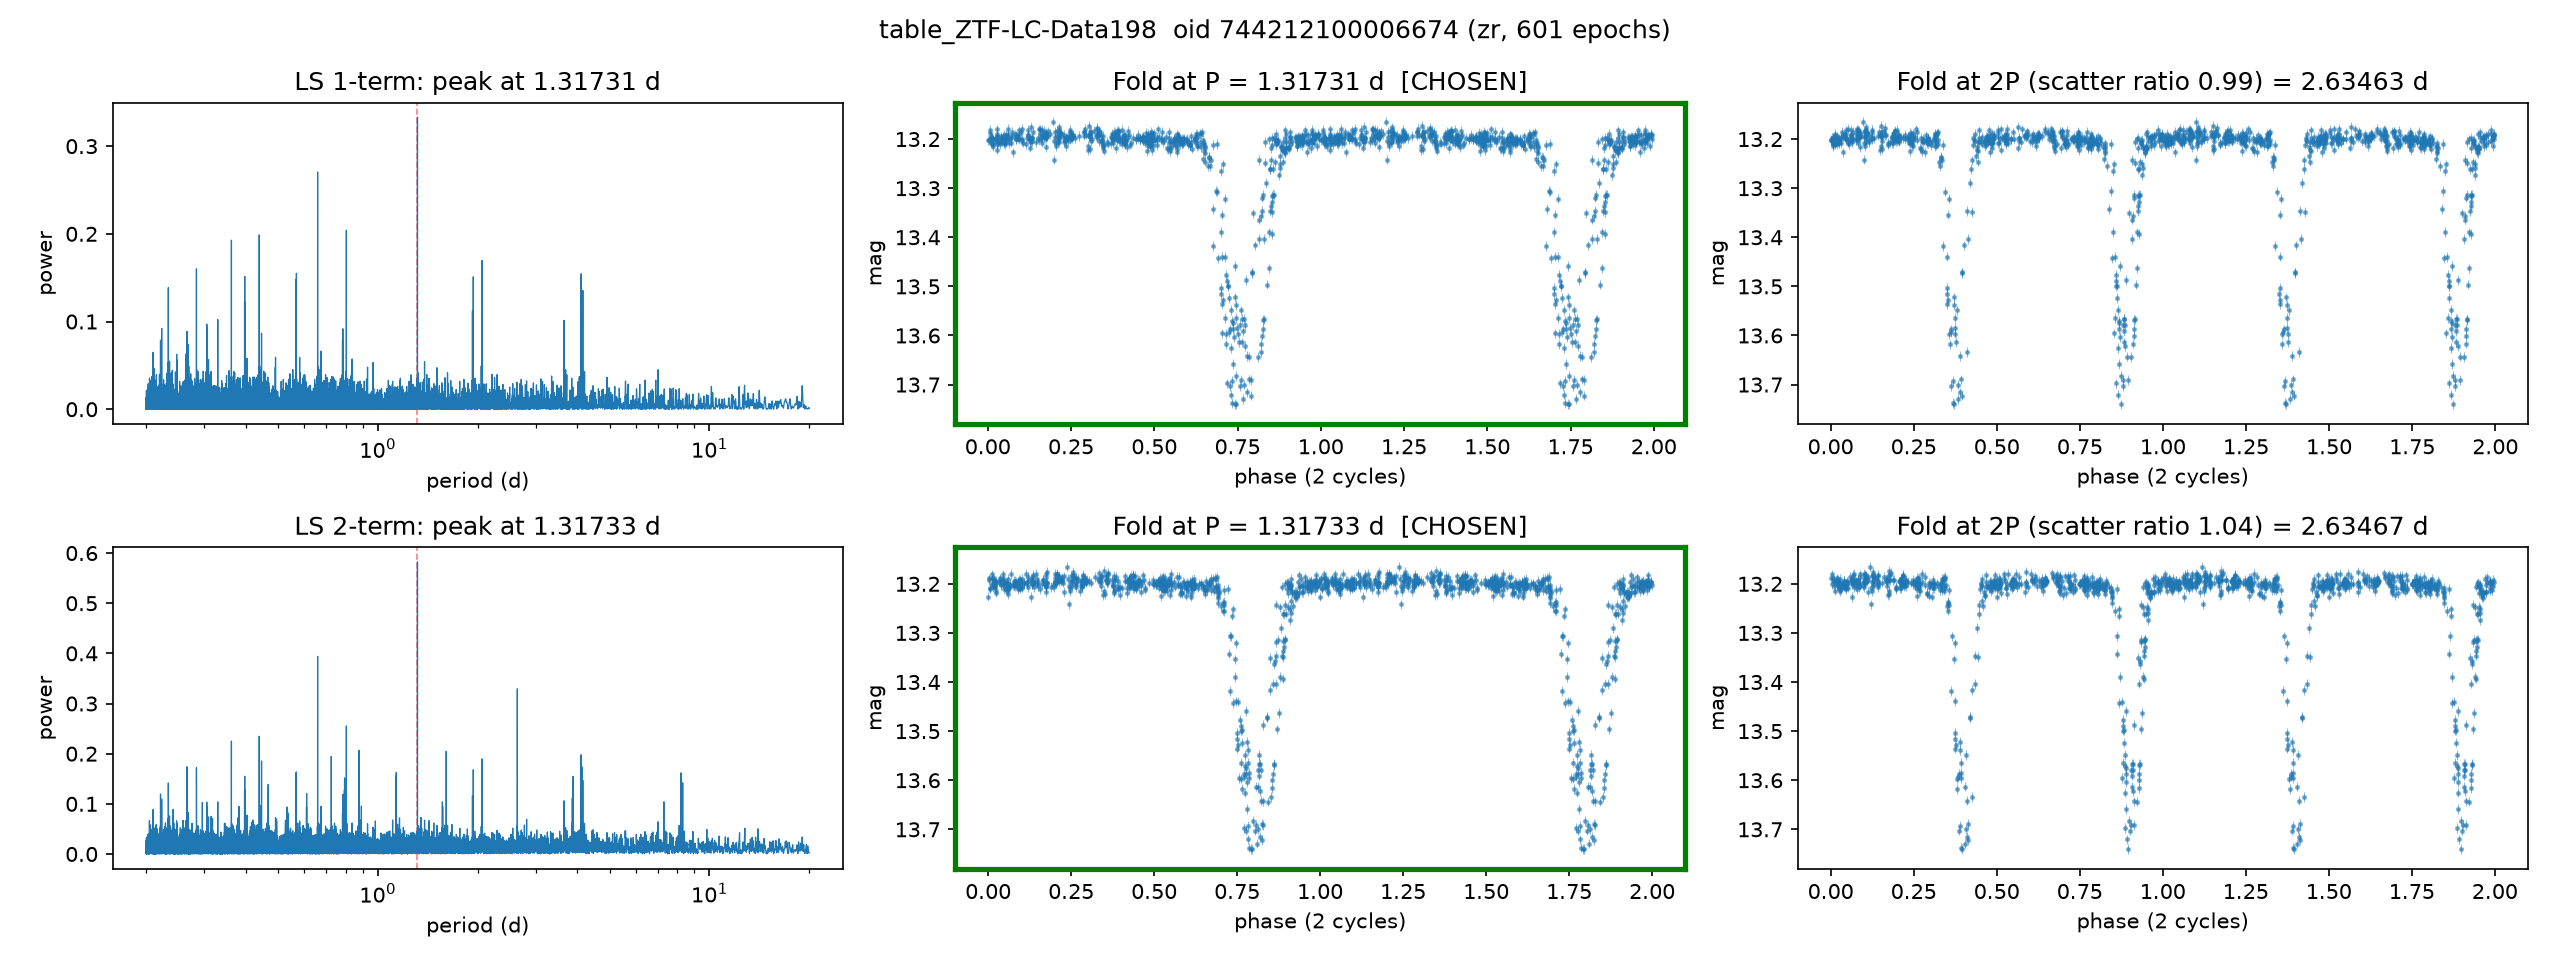 table_ZTF-LC-Data198  oid 744212100006674 (zr, 601 epochs)
LS 1-term: peak at 1.31731 d
power
0.3
0.2
0.1
0.0
10⁰
10¹
period (d)
Fold at P = 1.31731 d  [CHOSEN]
mag
13.2
13.3
13.4
13.5
13.6
13.7
0.00 0.25 0.50 0.75 1.00 1.25 1.50 1.75 2.00
phase (2 cycles)
Fold at 2P (scatter ratio 0.99) = 2.63463 d
mag
13.2
13.3
13.4
13.5
13.6
13.7
0.00 0.25 0.50 0.75 1.00 1.25 1.50 1.75 2.00
phase (2 cycles)
LS 2-term: peak at 1.31733 d
power
0.6
0.5
0.4
0.3
0.2
0.1
0.0
10⁰
10¹
period (d)
Fold at P = 1.31733 d  [CHOSEN]
mag
13.2
13.3
13.4
13.5
13.6
13.7
0.00 0.25 0.50 0.75 1.00 1.25 1.50 1.75 2.00
phase (2 cycles)
Fold at 2P (scatter ratio 1.04) = 2.63467 d
mag
13.2
13.3
13.4
13.5
13.6
13.7
0.00 0.25 0.50 0.75 1.00 1.25 1.50 1.75 2.00
phase (2 cycles)